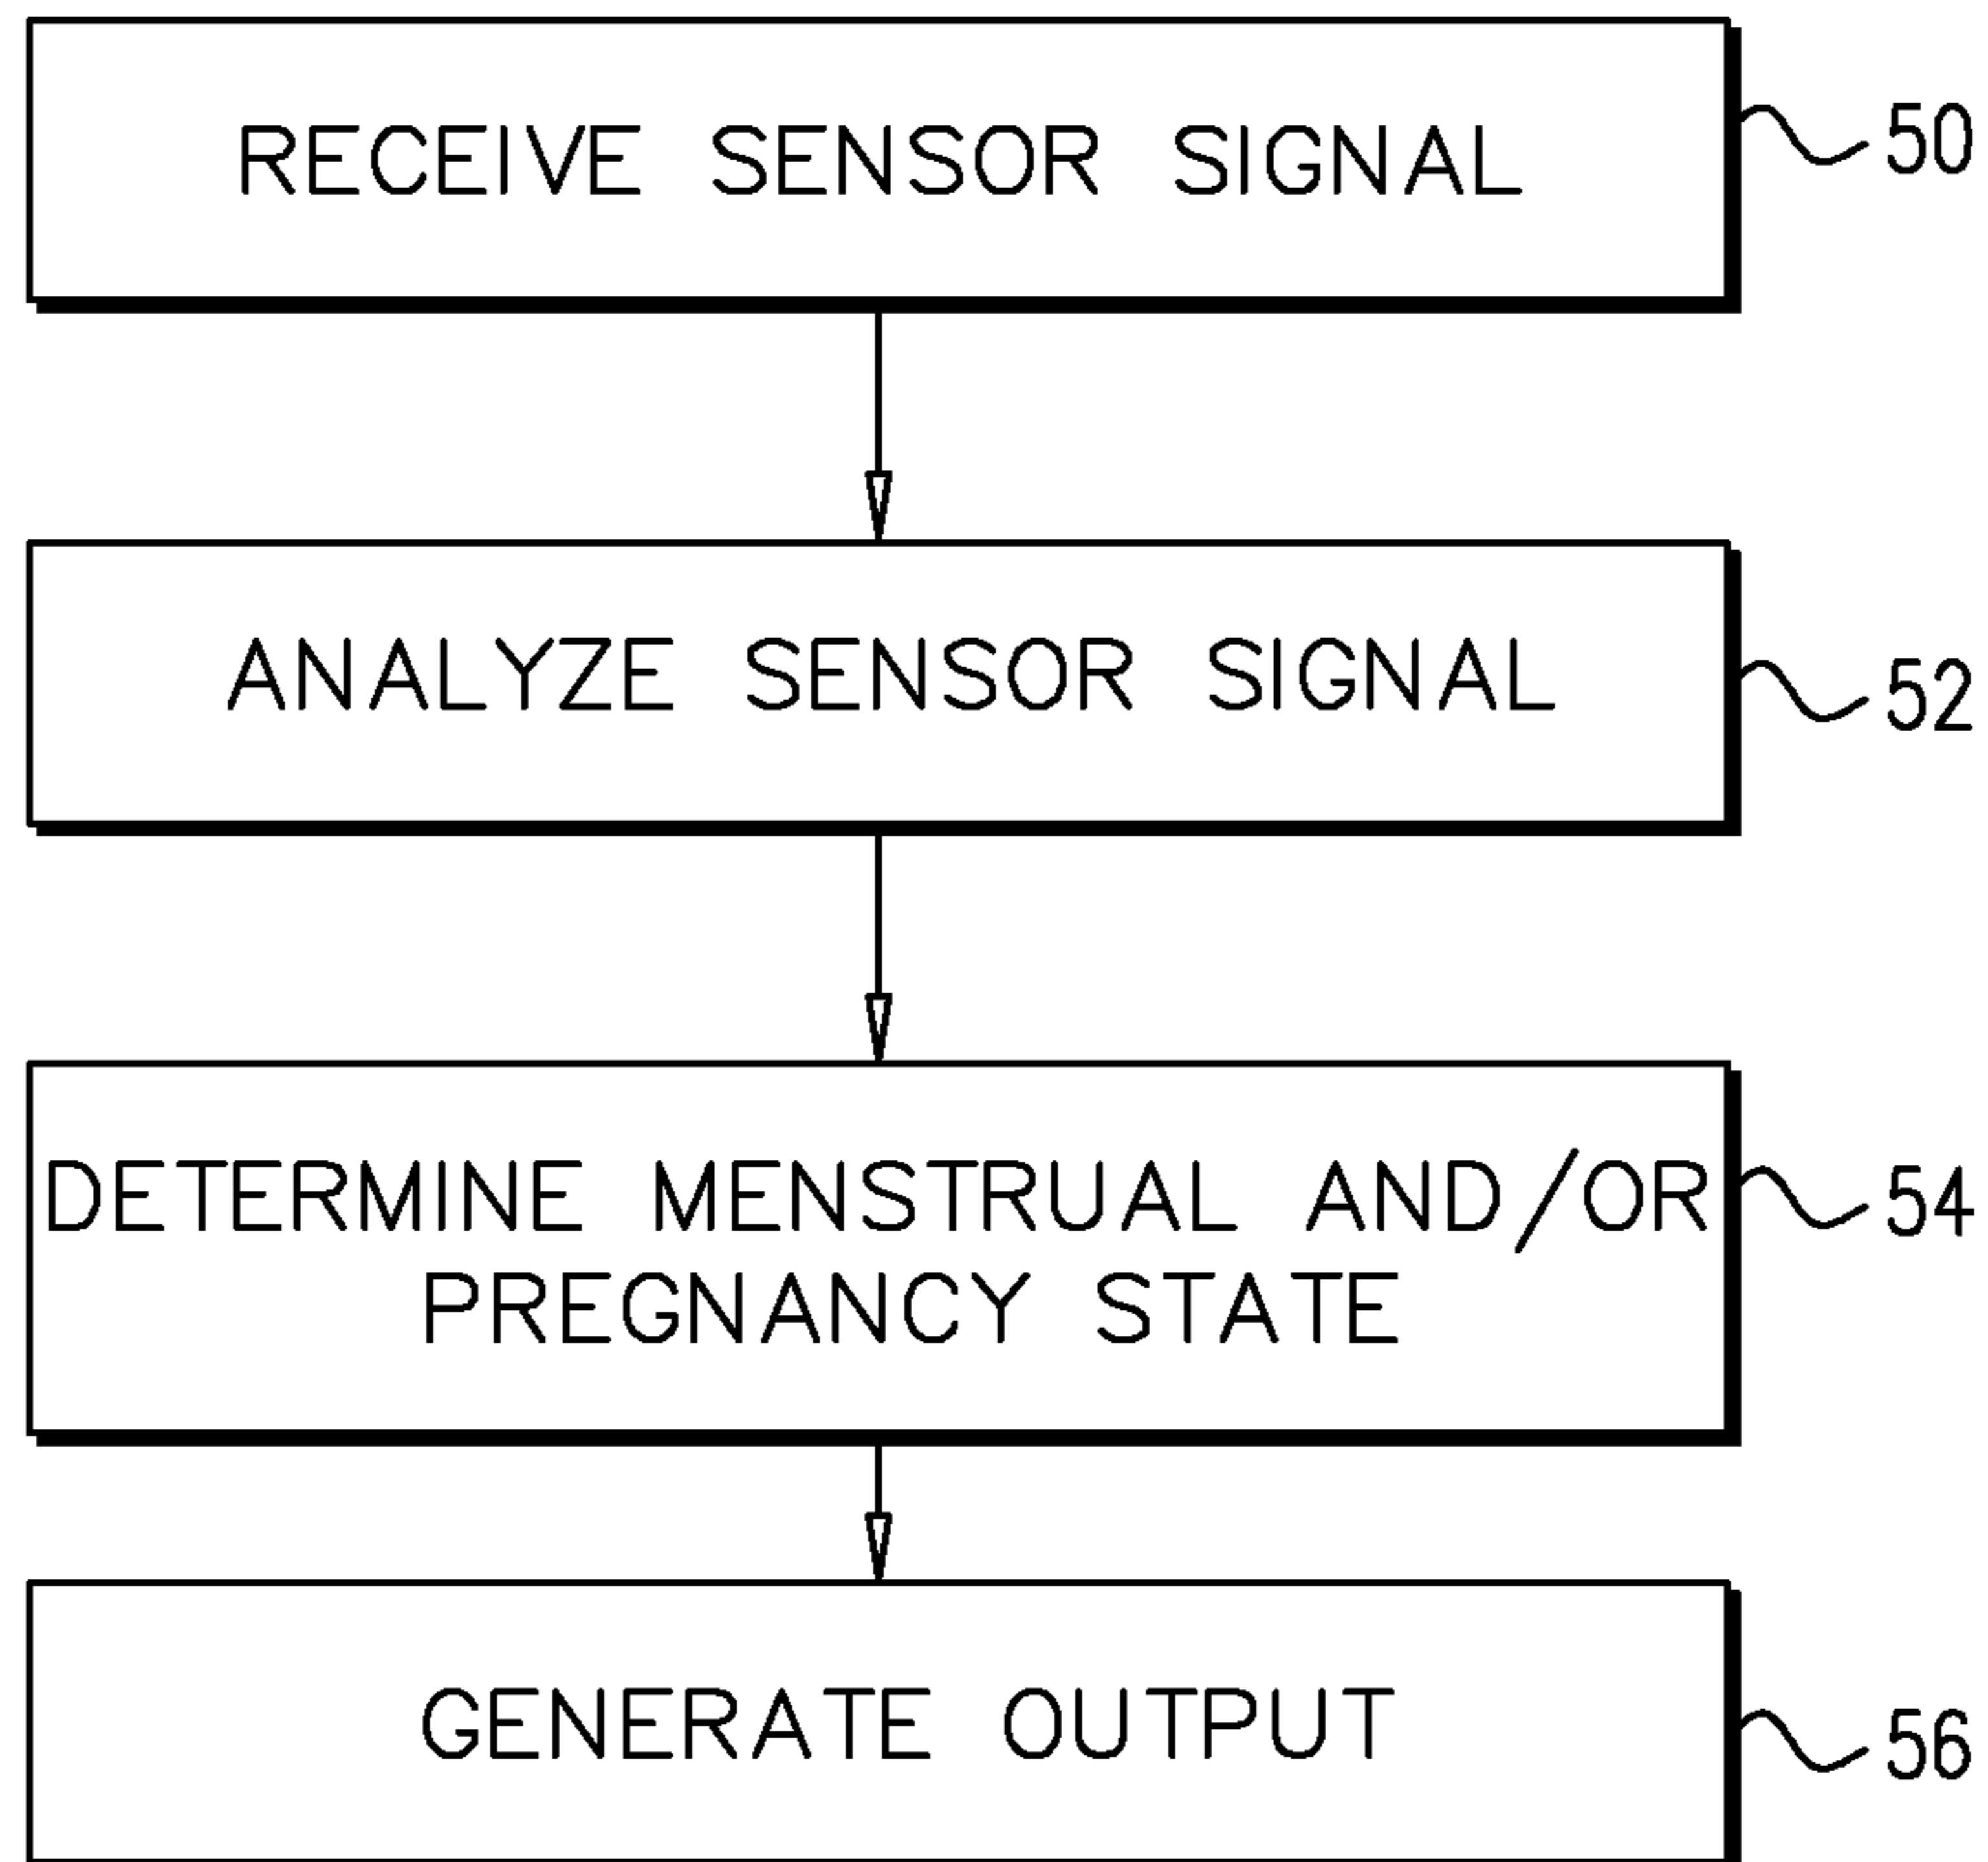 RECEIVE SENSOR SIGNAL
50
ANALYZE SENSOR SIGNAL
52
DETERMINE MENSTRUAL AND/OR
PREGNANCY STATE
54
GENERATE OUTPUT
56